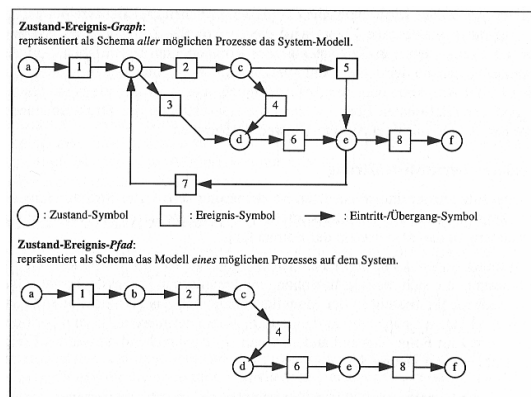 Zustand-Ereignis-Graph:
repräsentiert als Schema aller möglichen Prozesse das System-Modell.
a 1 b 2 c 5
3 4
d 6 e 8 f
7
: Zustand-Symbol : Ereignis-Symbol : Eintritt-/Übergang-Symbol
Zustand-Ereignis-Pfad:
repräsentiert als Schema das Modell eines möglichen Prozesses auf dem System.
a 1 b 2 c
4
d 6 e 8 f